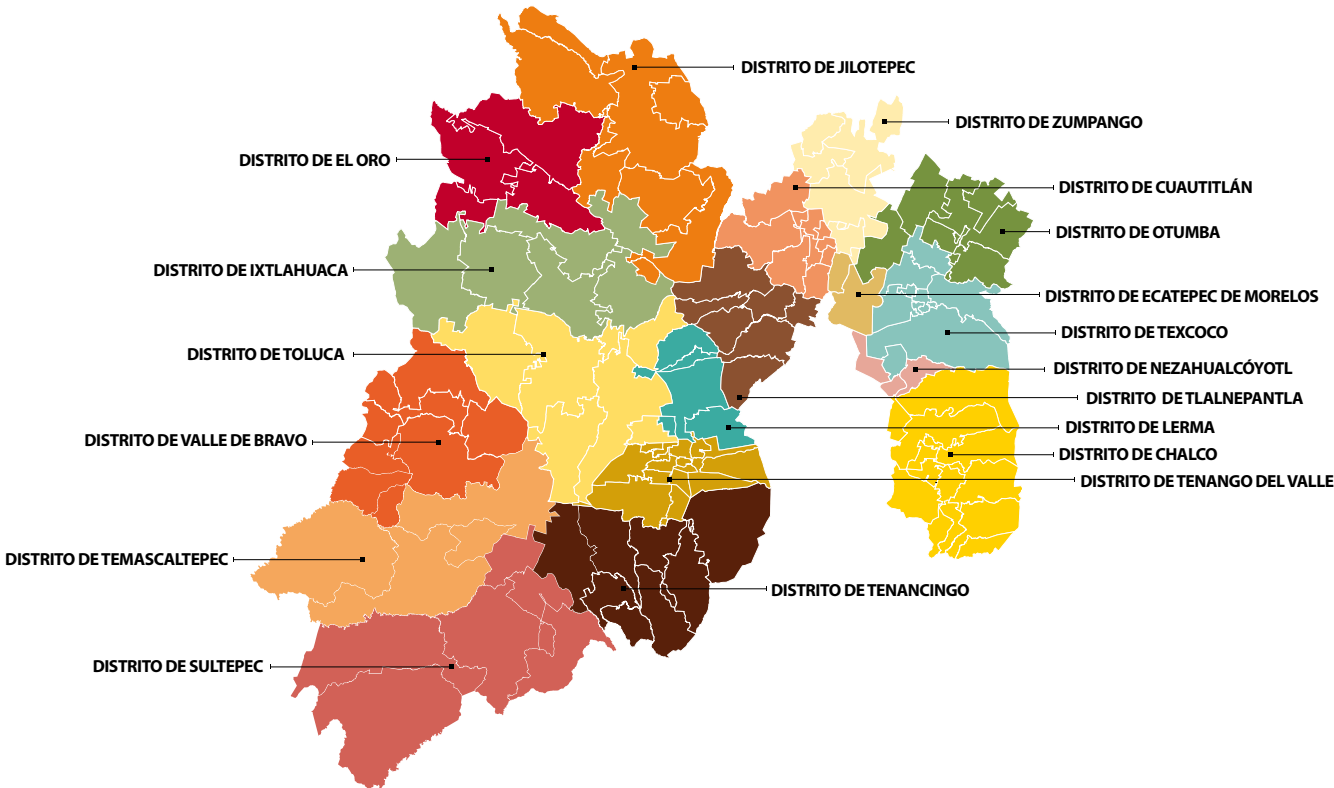 DISTRITO DE JILOTEPEC
DISTRITO DE ZUMPANGO
DISTRITO DE EL ORO
DISTRITO DE CUAUTITLÁN
DISTRITO DE OTUMBA
DISTRITO DE IXTLAHUACA
DISTRITO DE ECATEPEC DE MORELOS
DISTRITO DE TEXCOCO
DISTRITO DE TOLUCA
DISTRITO DE NEZAHUALCÓYOTL
DISTRITO DE TLALNEPANTLA
DISTRITO DE LERMA
DISTRITO DE VALLE DE BRAVO
DISTRITO DE CHALCO
DISTRITO DE TENANGO DEL VALLE
DISTRITO DE TEMASCALTEPEC
DISTRITO DE TENANCINGO
DISTRITO DE SULTEPEC